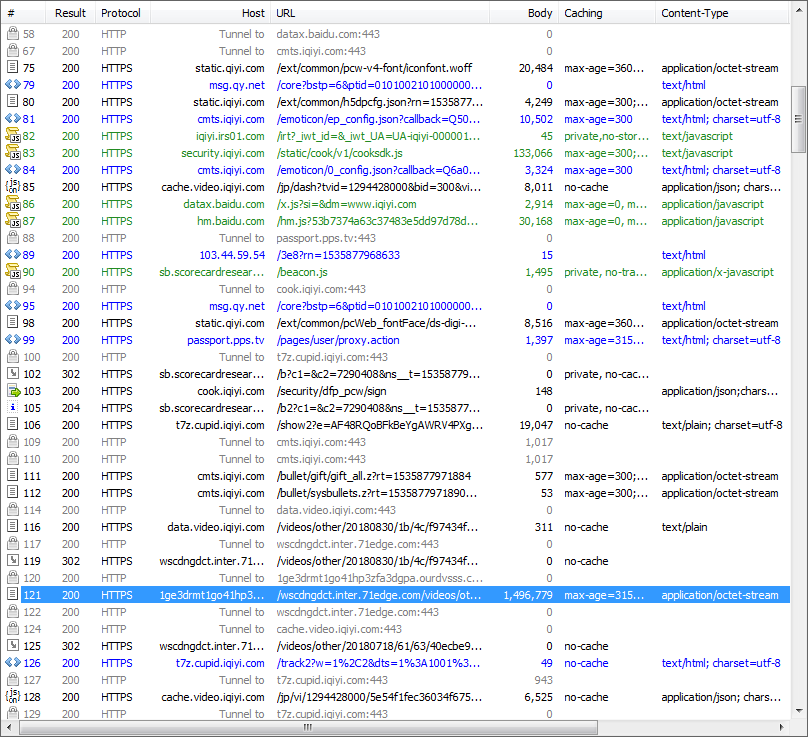 # Result Protocol Host URL Body Caching Content-Type
58 200 HTTP Tunnel to datax.baidu.com:443 0
67 200 HTTP Tunnel to cmts.iqiyi.com:443 0
75 200 HTTPS static.qiyi.com /ext/common/pcw-v4-font/iconfont.woff 20,484 max-age=360... application/octet-stream
79 200 HTTPS msg.qy.net /core?bstp=6&ptid=0101002101000000... 0 text/html
80 200 HTTPS static.qiyi.com /ext/common/h5dpcfg.json?rn=1535877... 4,249 max-age=300;... application/octet-stream
81 200 HTTPS cmts.iqiyi.com /emoticon/ep_config.json?callback=Q50... 10,502 max-age=300 text/html; charset=utf-8
82 200 HTTPS iqiyi.irs01.com /irt?_iwt_id=&_iwt_UA=UA-iqiyi-000001... 45 private,no-stor... text/javascript
83 200 HTTPS security.iqiyi.com /static/cook/v1/cooksdk.js 133,066 max-age=300;... text/javascript
84 200 HTTPS cmts.iqiyi.com /emoticon/0_config.json?callback=Q6a0... 3,324 max-age=300 text/html; charset=utf-8
85 200 HTTPS cache.video.iqiyi.com /jp/dash?tvid=1294428000&bid=300&vi... 8,011 no-cache application/json; chars...
86 200 HTTPS datax.baidu.com /x.js?si=&dm=www.iqiyi.com 2,914 max-age=0, m... application/javascript
87 200 HTTPS hm.baidu.com /hm.js?53b7374a63c37483e5dd97d78d... 30,168 max-age=0, m... application/javascript
88 200 HTTP Tunnel to passport.pps.tv:443 0
89 200 HTTPS 103.44.59.54 /3e8?rn=1535877968633 15 text/html
90 200 HTTPS sb.scorecardresear... /beacon.js 1,495 private, no-tra... application/x-javascript
94 200 HTTP Tunnel to cook.iqiyi.com:443 0
95 200 HTTPS msg.qy.net /core?bstp=6&ptid=0101002101000000... 0 text/html
98 200 HTTPS static.qiyi.com /ext/common/pcWeb_fontFace/ds-digi-... 8,516 max-age=360... application/octet-stream
99 200 HTTPS passport.pps.tv /pages/user/proxy.action 1,397 max-age=315... text/html; charset=utf-8
100 200 HTTP Tunnel to t7z.cupid.iqiyi.com:443 0
102 302 HTTPS sb.scorecardresear... /b?c1=&c2=7290408&ns__t=15358779... 0 private, no-cac...
103 200 HTTPS cook.iqiyi.com /security/dfp_pcw/sign 148 application/json;chars...
105 204 HTTPS sb.scorecardresear... /b2?c1=&c2=7290408&ns__t=1535877... 0 private, no-cac...
106 200 HTTPS t7z.cupid.iqiyi.com /show2?e=AF48RQoBFkBeYgAWRV4PXg... 19,047 no-cache text/plain; charset=utf-8
109 200 HTTP Tunnel to cmts.iqiyi.com:443 1,017
110 200 HTTP Tunnel to cmts.iqiyi.com:443 1,017
111 200 HTTPS cmts.iqiyi.com /bullet/gift/gift_all.z?rt=1535877971884 577 max-age=300;... application/octet-stream
112 200 HTTPS cmts.iqiyi.com /bullet/sysbullets.z?rt=1535877971890... 53 max-age=300;... application/octet-stream
114 200 HTTP Tunnel to data.video.iqiyi.com:443 0
116 200 HTTPS data.video.iqiyi.com /videos/other/20180830/1b/4c/f97434f... 311 no-cache text/plain
117 200 HTTP Tunnel to wscdngdct.inter.71edge.com:443 0
119 302 HTTPS wscdngdct.inter.71... /videos/other/20180830/1b/4c/f97434f... 0 no-cache
120 200 HTTP Tunnel to 1ge3drmt1go41hp3zfa3dgpa.ourdvsss.c... 0
121 200 HTTPS 1ge3drmt1go41hp3... /wscdngdct.inter.71edge.com/videos/ot... 1,496,779 max-age=315... application/octet-stream
122 200 HTTP Tunnel to wscdngdct.inter.71edge.com:443 0
124 200 HTTP Tunnel to cache.video.iqiyi.com:443 0
125 302 HTTPS wscdngdct.inter.71... /videos/other/20180718/61/63/40ecbe9... 0 no-cache
126 200 HTTPS t7z.cupid.iqiyi.com /track2?w=1%2C2&dts=1%3A1001%3... 49 no-cache text/html; charset=utf-8
127 200 HTTP Tunnel to t7z.cupid.iqiyi.com:443 943
128 200 HTTPS cache.video.iqiyi.com /jp/vi/1294428000/5e54f1fec36034f675... 6,525 no-cache application/json; chars...
129 200 HTTP Tunnel to t7z.cupid.iqiyi.com:443 0